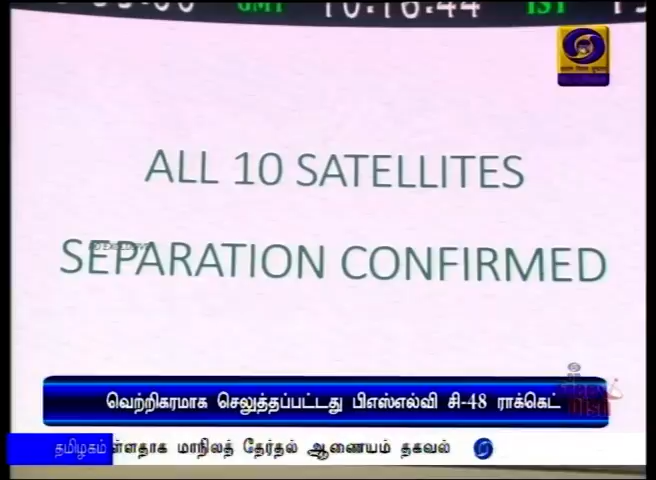 GMT 10:16:44 IST
ALL 10 SATELLITES
SEPARATION CONFIRMED
வெற்றிகரமாக செலுத்தப்பட்டது பிஎஸ்எல்வி சி-48 ராக்கெட்
தமிழகம் ள்ளதாக மாநிலத் தேர்தல் ஆணையம் தகவல்